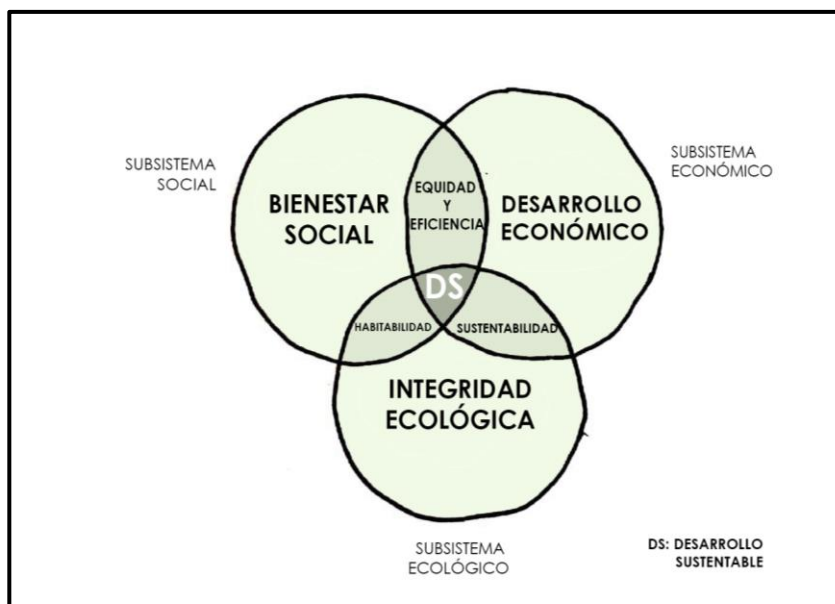 SUBSISTEMA
SOCIAL
SUBSISTEMA
ECONÓMICO
BIENESTAR
SOCIAL
EQUIDAD
Y
EFICIENCIA
DESARROLLO
ECONÓMICO
DS
HABITABILIDAD
SUSTENTABILIDAD
INTEGRIDAD
ECOLÓGICA
SUBSISTEMA
ECOLÓGICO
DS: DESARROLLO
SUSTENTABLE